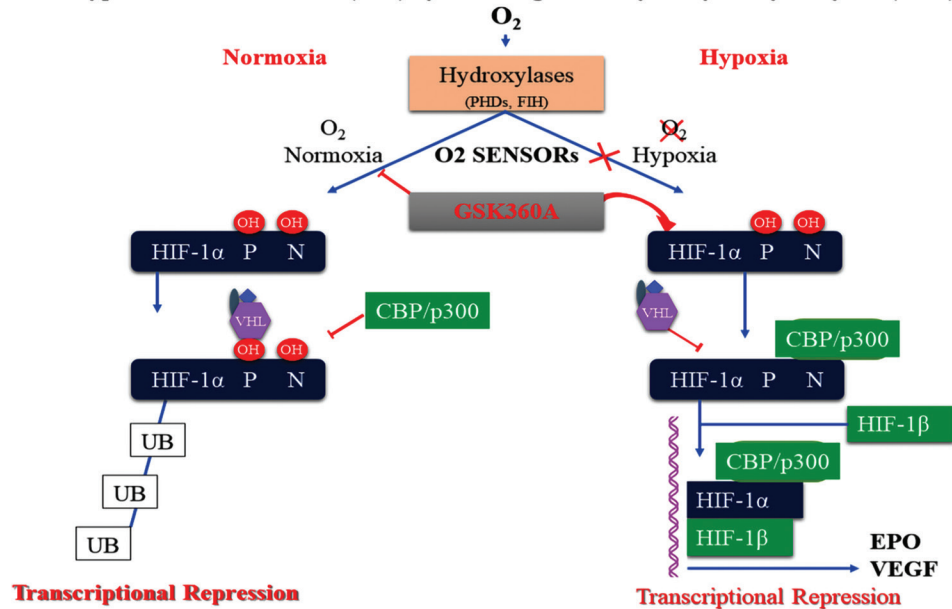 O2
Normoxia
Hypoxia
Hydroxylases
(PHDs, FIH)
O2
Normoxia
O2 SENSORs
O2
Hypoxia
GSK360A
OH OH
HIF-1α P N
OH OH
HIF-1α P N
VHL
CBP/p300
OH OH
HIF-1α P N
VHL
CBP/p300
HIF-1α P N
UB
UB
UB
HIF-1β
CBP/p300
HIF-1α
HIF-1β
EPO
VEGF
Transcriptional Repression
Transcriptional Repression